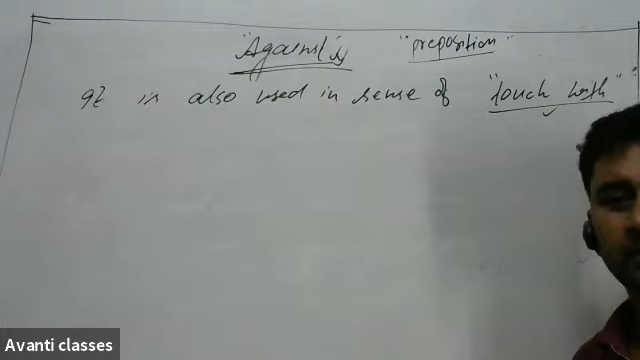 "Against" is "preposition"
It is also used in sense of "touch with"
Avanti classes